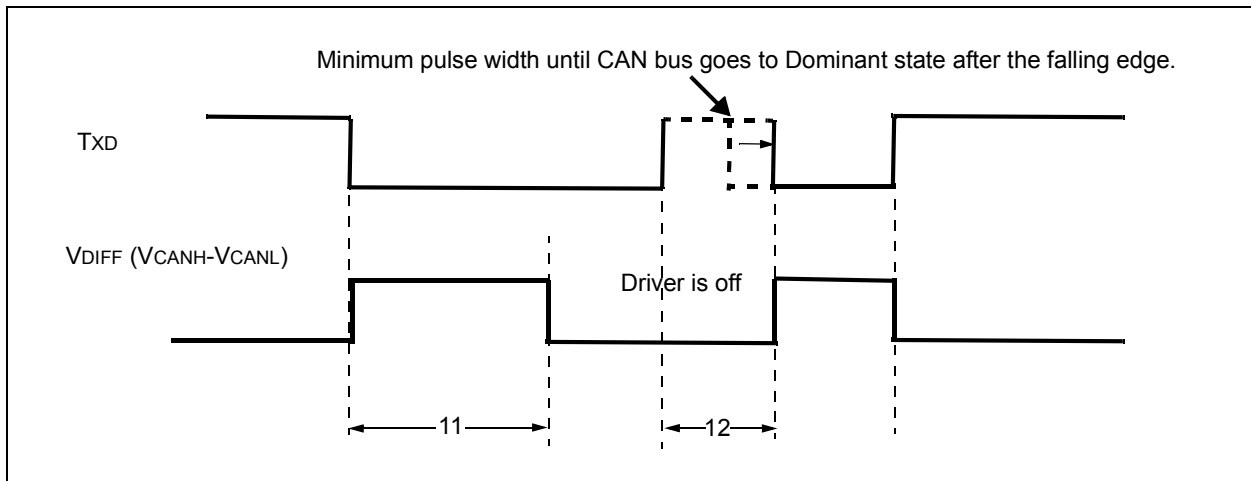 Minimum pulse width until CAN bus goes to Dominant state after the falling edge.
TXD
VDIFF (VCANH-VCANL)
Driver is off
11
12